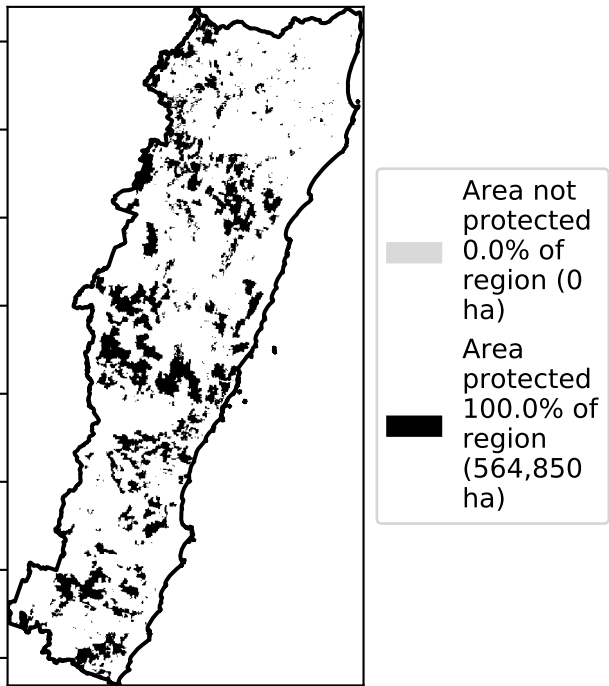 Area not
protected
0.0% of
region (0
ha)
Area
protected
100.0% of
region
(564,850
ha)